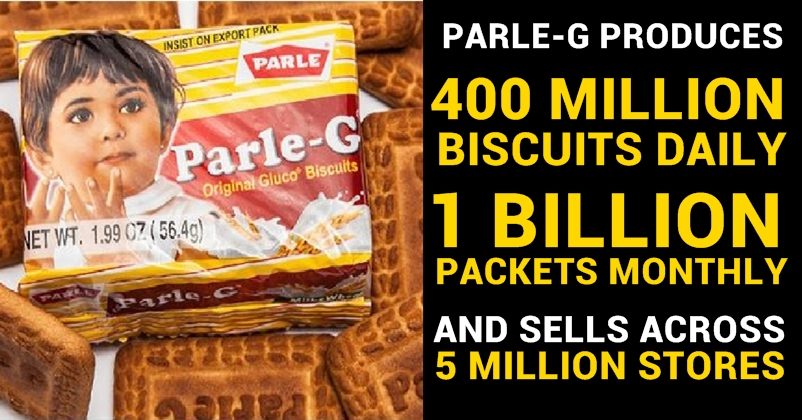 INSIST ON EXPORT PACK
PARLE
Parle-G
Original Gluco® Biscuits
NET WT. 1.99 OZ (56.4g)
PARLE
Parle-G
PARLE-G PRODUCES
400 MILLION
BISCUITS DAILY
1 BILLION
PACKETS MONTHLY
AND SELLS ACROSS
5 MILLION STORES